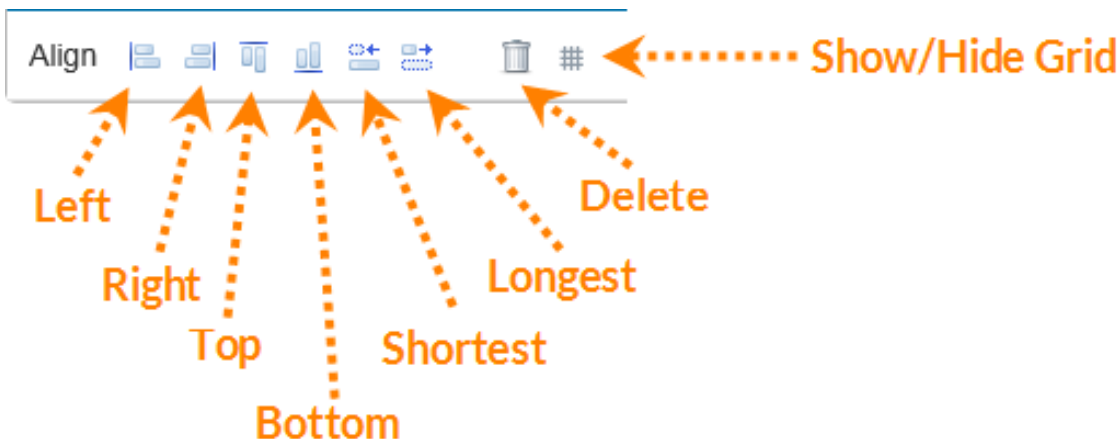 Align
Show/Hide Grid
Left
Delete
Right
Longest
Top
Shortest
Bottom